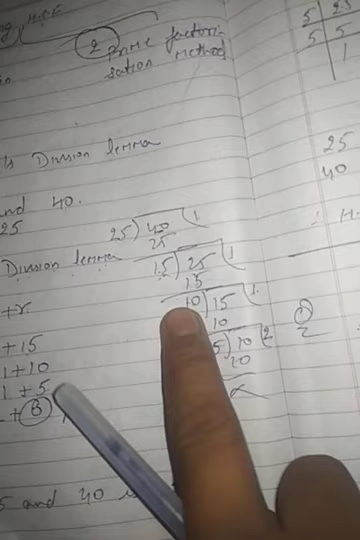 H.C.F
② Prime factori-
sation method
5 | 25
5 | 5
1
Division lemma
and 40.
25
25 ) 40 ( 1
25
15 ) 25 ( 1
15
10 ) 15 ( 1
10
5 ) 10 ( 2
10
Division lemma
+r.
+ 15
1 + 10
1 + 5
25
40
5 and 40